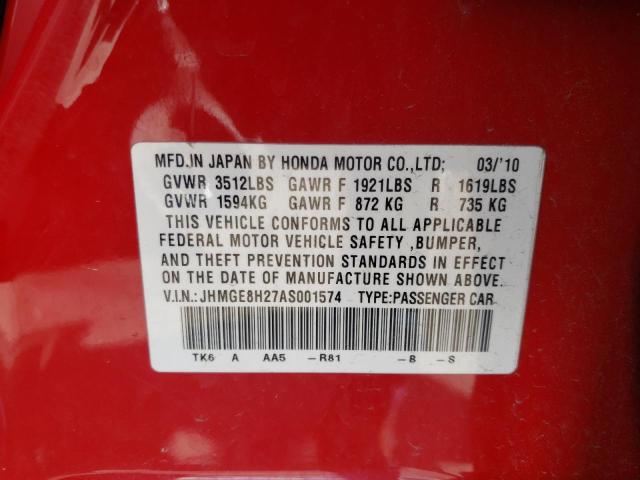 MFD.IN JAPAN BY HONDA MOTOR CO.,LTD; 03/'10
GVWR 3512LBS GAWR F 1921LBS R 1619LBS
GVWR 1594KG GAWR F 872 KG R 735 KG
THIS VEHICLE CONFORMS TO ALL APPLICABLE
FEDERAL MOTOR VEHICLE SAFETY ,BUMPER,
AND THEFT PREVENTION STANDARDS IN EFFECT
ON THE DATE OF MANUFACTURE SHOWN ABOVE.
V.I.N.: JHMGE8H27AS001574 TYPE:PASSENGER CAR
TK6 A AA5 –R81 –B –S